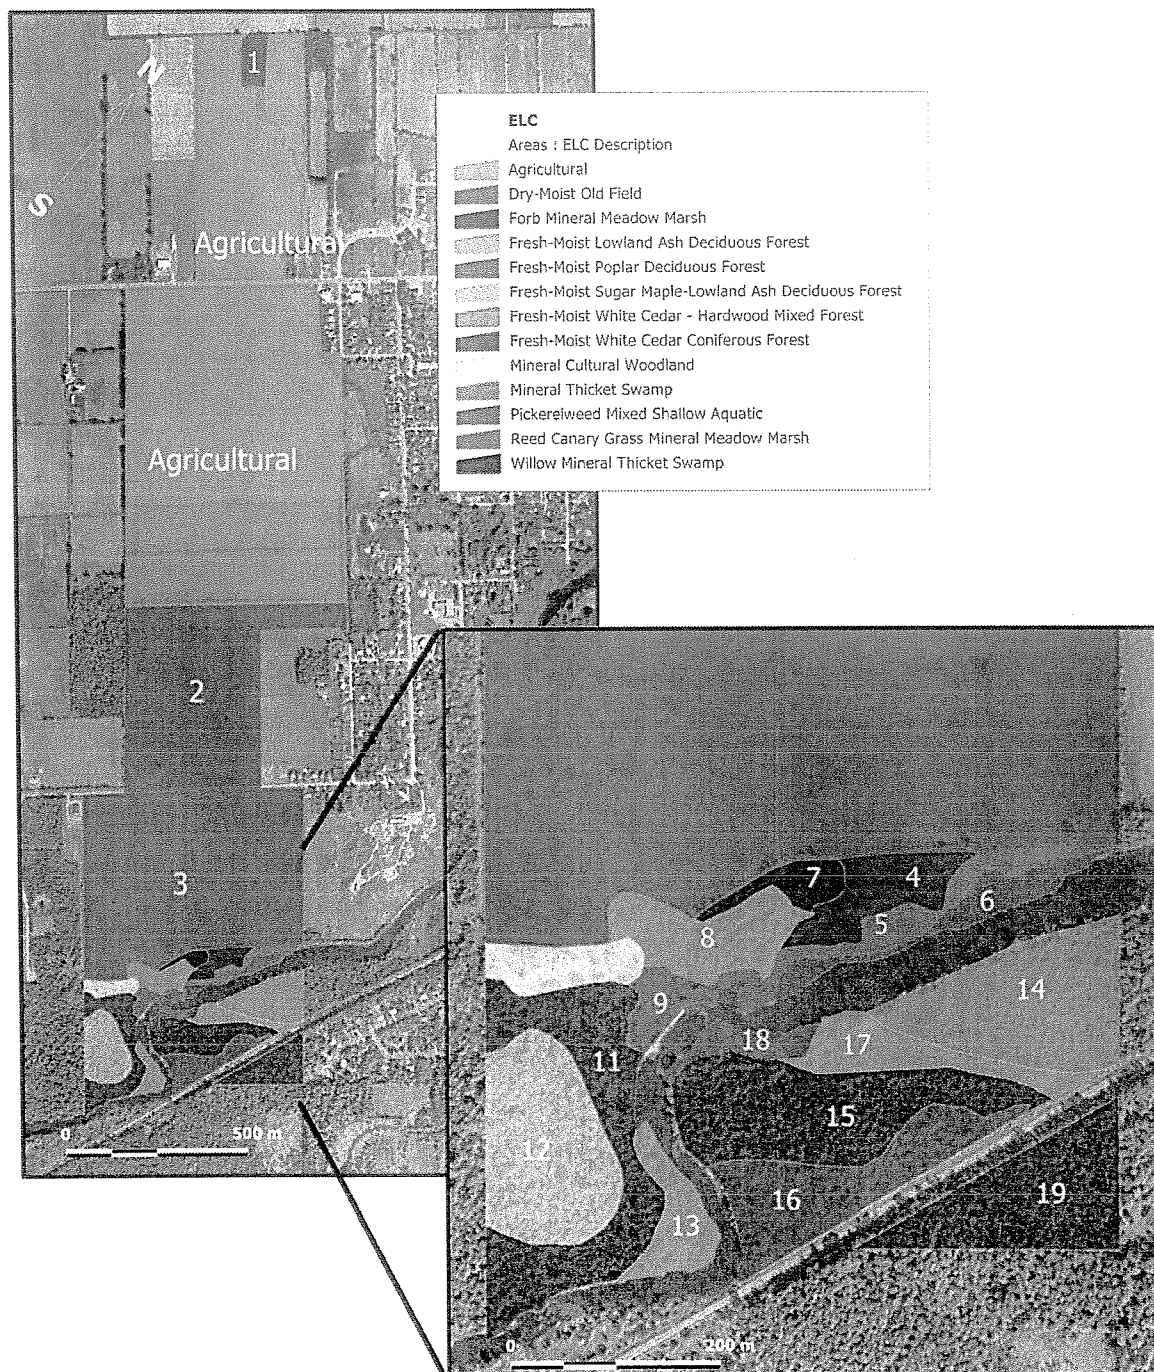 1
N
S
ELC
Areas : ELC Description
Agricultural
Dry-Moist Old Field
Forb Mineral Meadow Marsh
Fresh-Moist Lowland Ash Deciduous Forest
Fresh-Moist Poplar Deciduous Forest
Fresh-Moist Sugar Maple-Lowland Ash Deciduous Forest
Fresh-Moist White Cedar - Hardwood Mixed Forest
Fresh-Moist White Cedar Coniferous Forest
Mineral Cultural Woodland
Mineral Thicket Swamp
Pickerelweed Mixed Shallow Aquatic
Reed Canary Grass Mineral Meadow Marsh
Willow Mineral Thicket Swamp
Agricultural
Agricultural
2
3
0 500 m
7
4
6
5
8
14
9
18
17
11
15
12
16
19
13
0 200 m